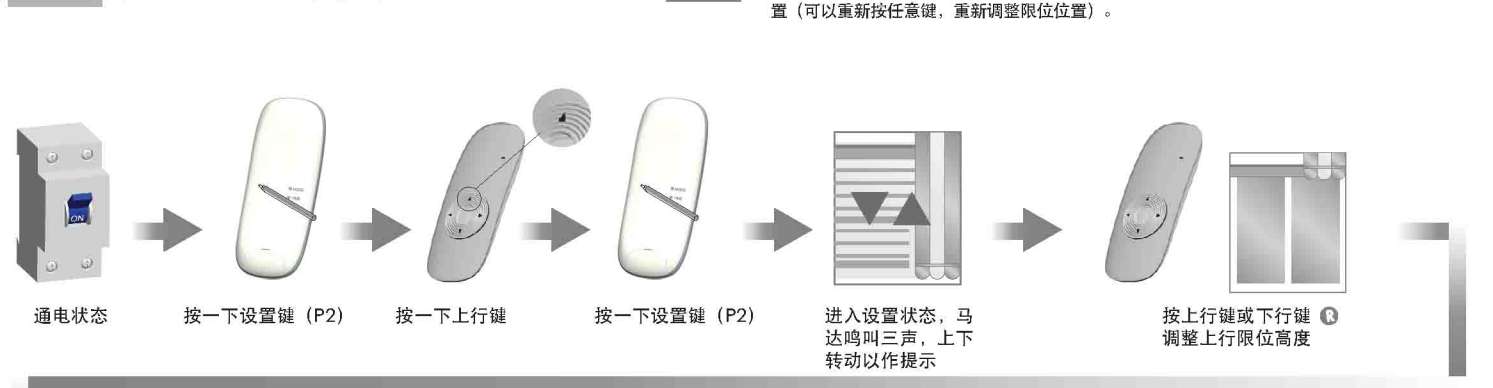 置（可以重新按任意键，重新调整限位位置）。
ON
通电状态
按一下设置键（P2）
按一下上行键
按一下设置键（P2）
进入设置状态，马
达鸣叫三声，上下
转动以作提示
按上行键或下行键 R
调整上行限位高度